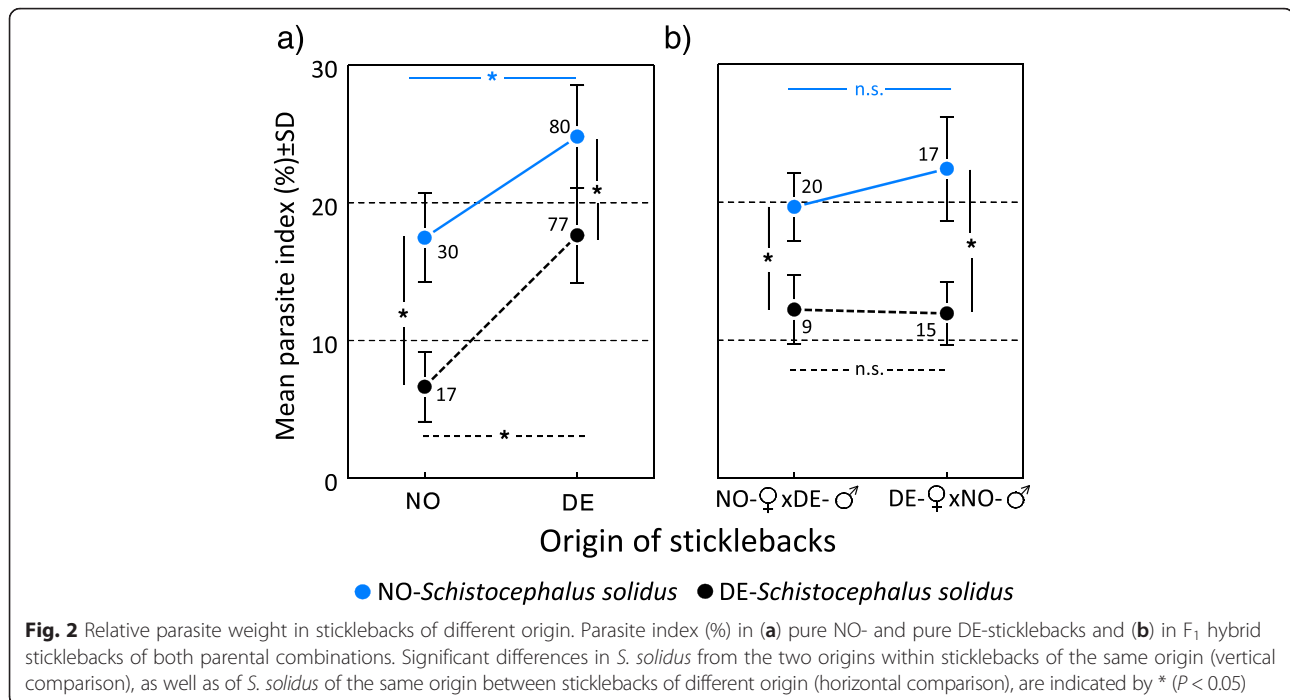 a)
b)
Mean parasite index (%)±SD
30
20
10
0
*
80
*
30
77
*
17
*
NO
DE
n.s.
17
20
*
*
9
15
n.s.
NO-♀xDE-♂
DE-♀xNO-♂
Origin of sticklebacks
NO-Schistocephalus solidus DE-Schistocephalus solidus
Fig. 2 Relative parasite weight in sticklebacks of different origin. Parasite index (%) in (a) pure NO- and pure DE-sticklebacks and (b) in F₁ hybrid
sticklebacks of both parental combinations. Significant differences in S. solidus from the two origins within sticklebacks of the same origin (vertical
comparison), as well as of S. solidus of the same origin between sticklebacks of different origin (horizontal comparison), are indicated by * (P < 0.05)